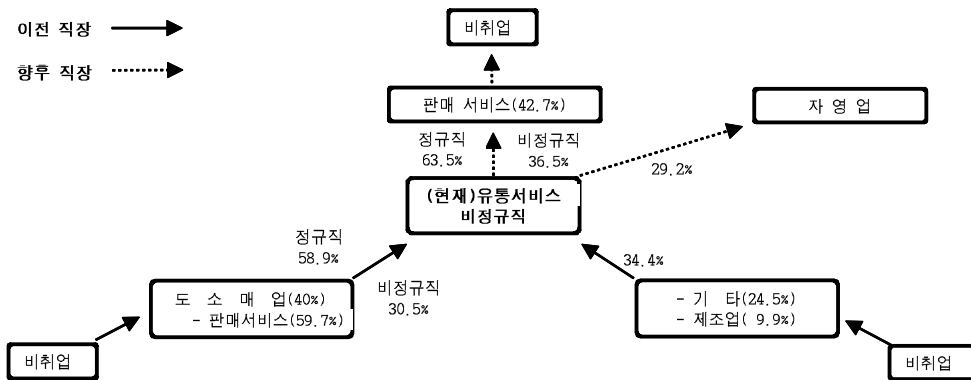 이전 직장
향후 직장
비취업
판매 서비스(42.7%)
자 영 업
정규직
63.5%
비정규직
36.5%
29.2%
(현재)유통서비스
비정규직
정규직
58.9%
비정규직
30.5%
34.4%
도 소 매 업(40%)
- 판매서비스(59.7%)
- 기 타(24.5%)
- 제조업( 9.9%)
비취업
비취업